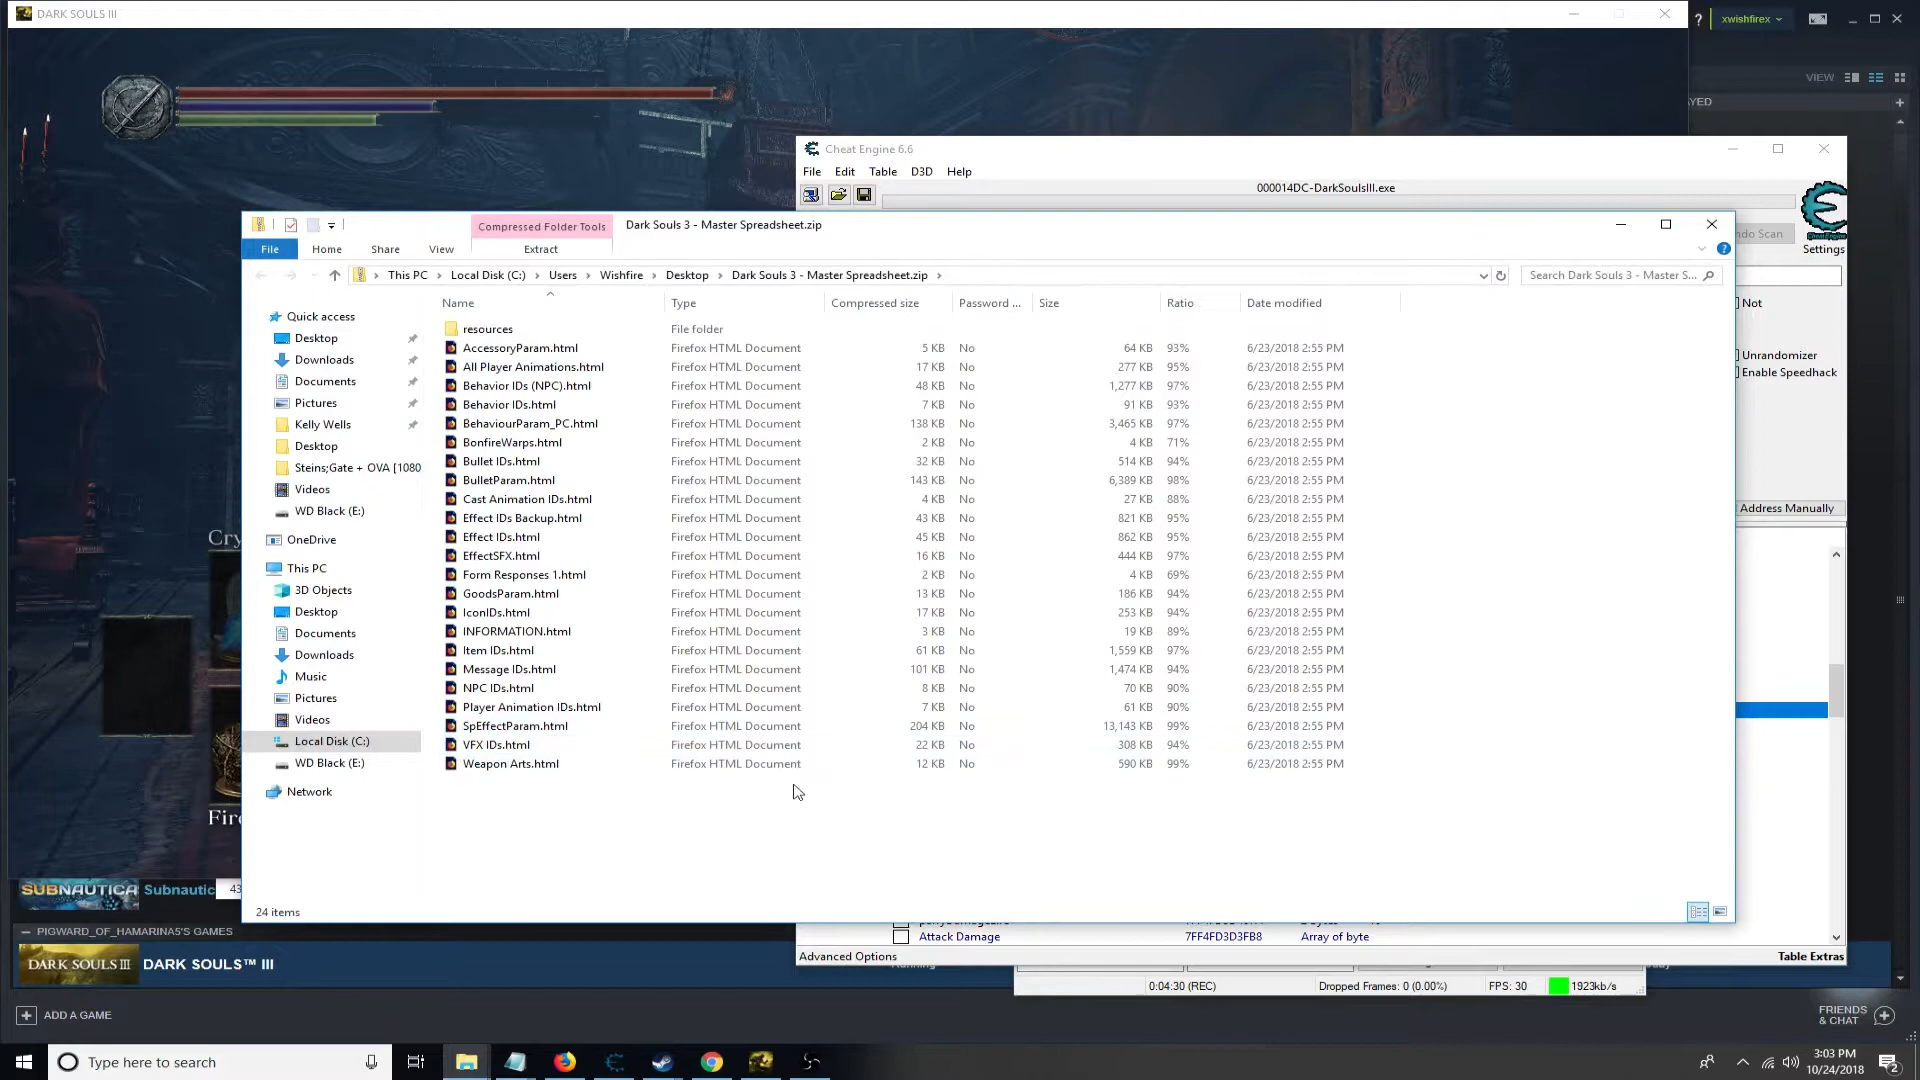 DARK SOULS III
? xwishfirex
VIEW
YED
Cheat Engine 6.6
File Edit Table D3D Help
000014DC-DarkSoulsIII.exe
Compressed Folder Tools Dark Souls 3 - Master Spreadsheet.zip
ndo Scan
File Home Share View Extract
Settings
This PC > Local Disk (C:) > Users > Wishfire > Desktop > Dark Souls 3 - Master Spreadsheet.zip >
Search Dark Souls 3 - Master S...
Name Type Compressed size Password ... Size Ratio Date modified
Not
Unrandomizer
Enable Speedhack
Address Manually
Quick access
Desktop
Downloads
Documents
Pictures
Kelly Wells
Desktop
Steins;Gate + OVA [1080
Videos
WD Black (E:)
OneDrive
This PC
3D Objects
Desktop
Documents
Downloads
Music
Pictures
Videos
Local Disk (C:)
WD Black (E:)
Network
resources File folder
AccessoryParam.html Firefox HTML Document 5 KB No 64 KB 93% 6/23/2018 2:55 PM
All Player Animations.html Firefox HTML Document 17 KB No 277 KB 95% 6/23/2018 2:55 PM
Behavior IDs (NPC).html Firefox HTML Document 48 KB No 1,277 KB 97% 6/23/2018 2:55 PM
Behavior IDs.html Firefox HTML Document 7 KB No 91 KB 93% 6/23/2018 2:55 PM
BehaviourParam_PC.html Firefox HTML Document 138 KB No 3,465 KB 97% 6/23/2018 2:55 PM
BonfireWarps.html Firefox HTML Document 2 KB No 4 KB 71% 6/23/2018 2:55 PM
Bullet IDs.html Firefox HTML Document 32 KB No 514 KB 94% 6/23/2018 2:55 PM
BulletParam.html Firefox HTML Document 143 KB No 6,389 KB 98% 6/23/2018 2:55 PM
Cast Animation IDs.html Firefox HTML Document 4 KB No 27 KB 88% 6/23/2018 2:55 PM
Effect IDs Backup.html Firefox HTML Document 43 KB No 821 KB 95% 6/23/2018 2:55 PM
Effect IDs.html Firefox HTML Document 45 KB No 862 KB 95% 6/23/2018 2:55 PM
EffectSFX.html Firefox HTML Document 16 KB No 444 KB 97% 6/23/2018 2:55 PM
Form Responses 1.html Firefox HTML Document 2 KB No 4 KB 69% 6/23/2018 2:55 PM
GoodsParam.html Firefox HTML Document 13 KB No 186 KB 94% 6/23/2018 2:55 PM
IconIDs.html Firefox HTML Document 17 KB No 253 KB 94% 6/23/2018 2:55 PM
INFORMATION.html Firefox HTML Document 3 KB No 19 KB 89% 6/23/2018 2:55 PM
Item IDs.html Firefox HTML Document 61 KB No 1,559 KB 97% 6/23/2018 2:55 PM
Message IDs.html Firefox HTML Document 101 KB No 1,474 KB 94% 6/23/2018 2:55 PM
NPC IDs.html Firefox HTML Document 8 KB No 70 KB 90% 6/23/2018 2:55 PM
Player Animation IDs.html Firefox HTML Document 7 KB No 61 KB 90% 6/23/2018 2:55 PM
SpEffectParam.html Firefox HTML Document 204 KB No 13,143 KB 99% 6/23/2018 2:55 PM
VFX IDs.html Firefox HTML Document 22 KB No 308 KB 94% 6/23/2018 2:55 PM
Weapon Arts.html Firefox HTML Document 12 KB No 590 KB 99% 6/23/2018 2:55 PM
Cry
Fire
24 items
SUBNAUTICA Subnautic 43
PIGWARD_OF_HAMARINA5'S GAMES
DARK SOULS III DARK SOULS™ III
Attack Damage 7FF4FD3D3FB8 Array of byte
Advanced Options Table Extras
0:04:30 (REC) Dropped Frames: 0 (0.00%) FPS: 30 1923kb/s
ADD A GAME
FRIENDS
& CHAT
Type here to search
3:03 PM
10/24/2018
2